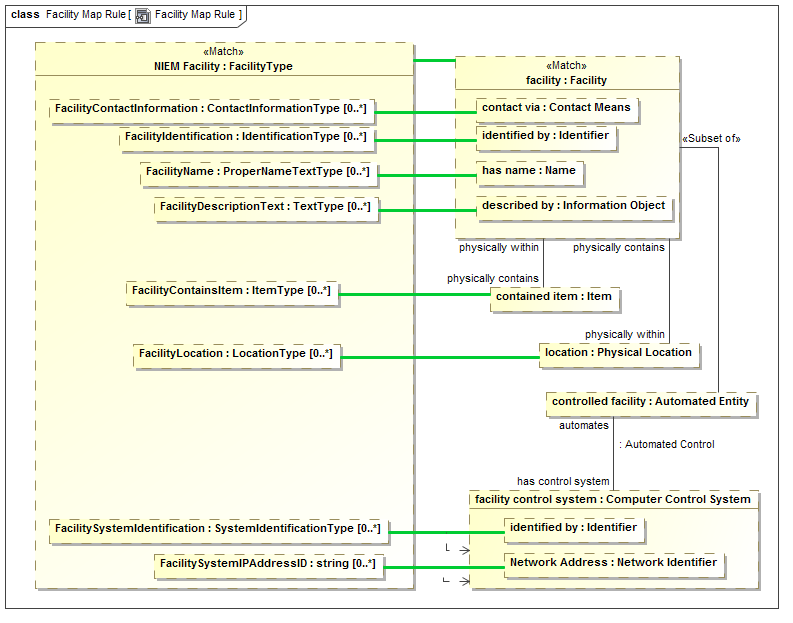 class Facility Map Rule [ Facility Map Rule ]
«Match»
NIEM Facility : FacilityType
«Match»
facility : Facility
FacilityContactInformation : ContactInformationType [0..*]
contact via : Contact Means
FacilityIdentification : IdentificationType [0..*]
identified by : Identifier
«Subset of»
FacilityName : ProperNameTextType [0..*]
has name : Name
FacilityDescriptionText : TextType [0..*]
described by : Information Object
physically within
physically contains
physically contains
FacilityContainsItem : ItemType [0..*]
contained item : Item
physically within
FacilityLocation : LocationType [0..*]
location : Physical Location
controlled facility : Automated Entity
automates
: Automated Control
has control system
facility control system : Computer Control System
FacilitySystemIdentification : SystemIdentificationType [0..*]
identified by : Identifier
FacilitySystemIPAddressID : string [0..*]
Network Address : Network Identifier